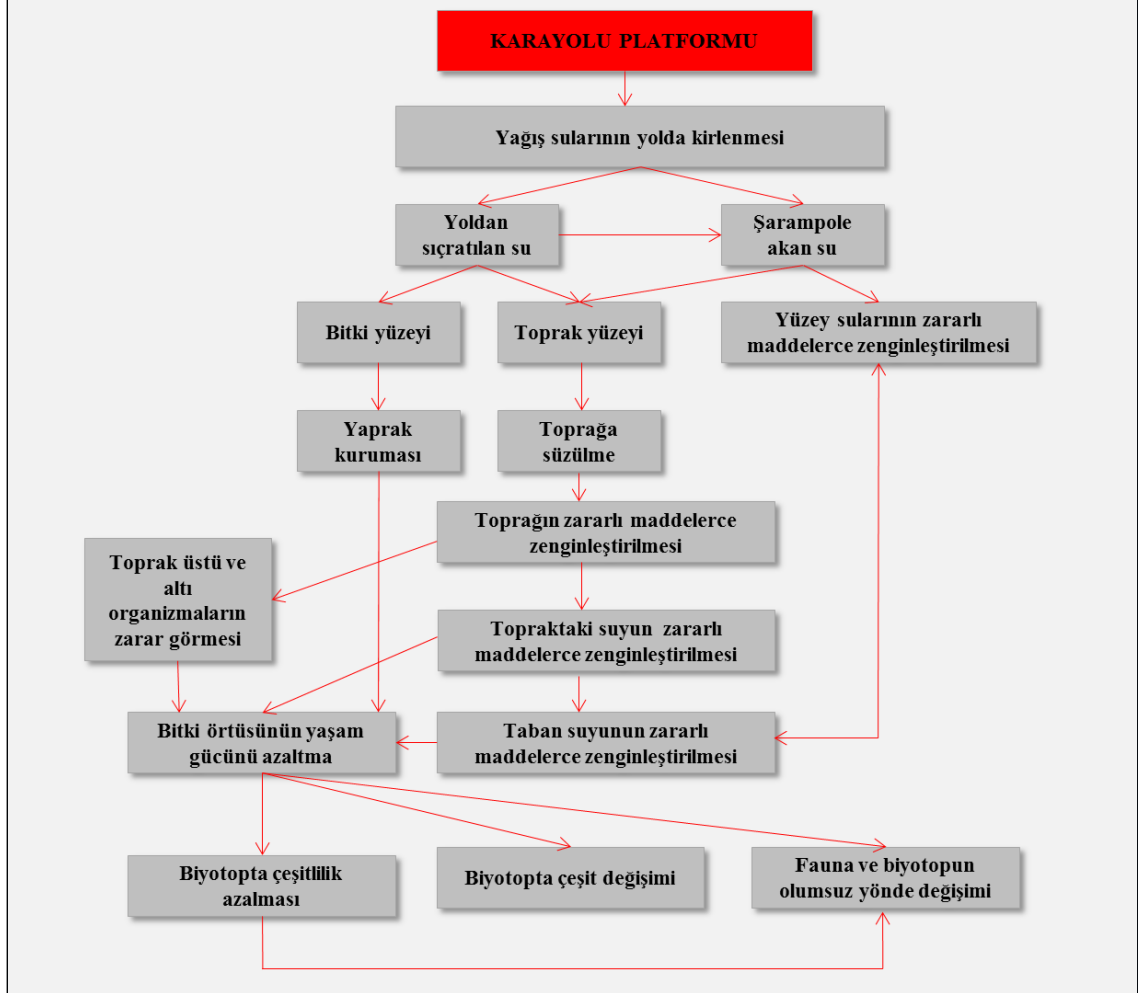 KARAYOLU PLATFORMU
Yağış sularının yolda kirlenmesi
Yoldan
sıçratılan su
Şarampole
akan su
Bitki yüzeyi
Toprak yüzeyi
Yüzey sularının zararlı
maddelerce zenginleştirilmesi
Yaprak
kuruması
Toprağa
süzülme
Toprağın zararlı maddelerce
zenginleştirilmesi
Toprak üstü ve
altı
organizmaların
zarar görmesi
Topraktaki suyun zararlı
maddelerce zenginleştirilmesi
Bitki örtüsünün yaşam
gücünü azaltma
Taban suyunun zararlı
maddelerce zenginleştirilmesi
Biyotopta çeşitlilik
azalması
Biyotopta çeşit değişimi
Fauna ve biyotopun
olumsuz yönde değişimi